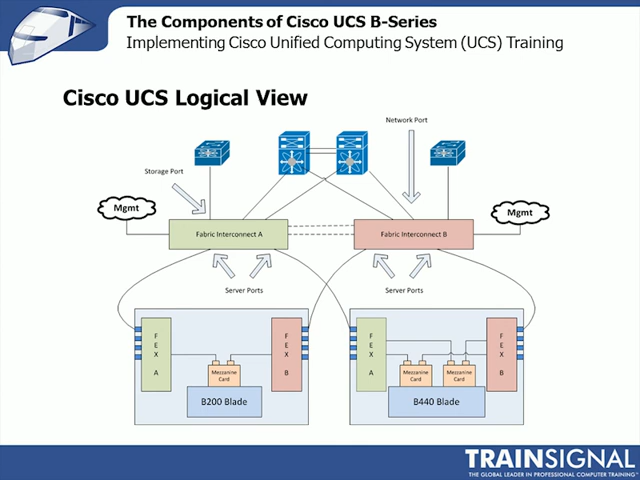 The Components of Cisco UCS B-Series
Implementing Cisco Unified Computing System (UCS) Training
Cisco UCS Logical View
Network Port
Storage Port
Mgmt
Mgmt
Fabric Interconnect A
Fabric Interconnect B
Server Ports
Server Ports
F
E
X
A
F
E
X
B
F
E
X
A
F
E
X
B
Mezzanine
Card
Mezzanine
Card
Mezzanine
Card
B200 Blade
B440 Blade
TRAINSIGNAL
THE GLOBAL LEADER IN PROFESSIONAL COMPUTER TRAINING